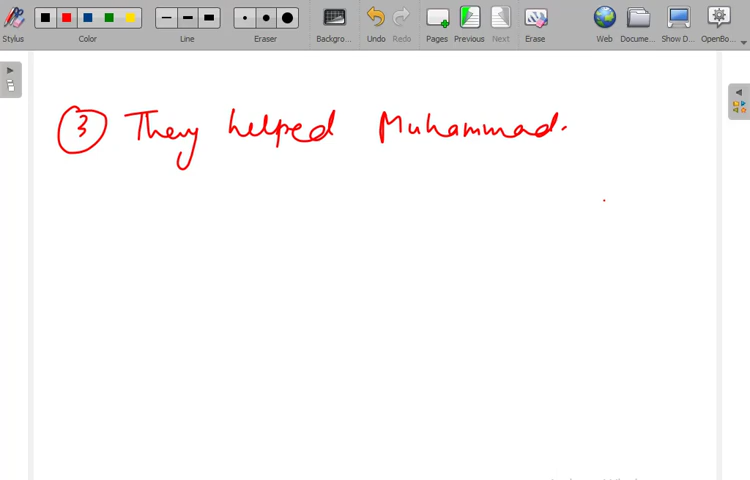 Stylus
Color
Line
Eraser
Backgro...
Undo
Redo
Pages
Previous
Next
Erase
Web
Docume...
Show D...
OpenBo...
③ They helped Muhammad.